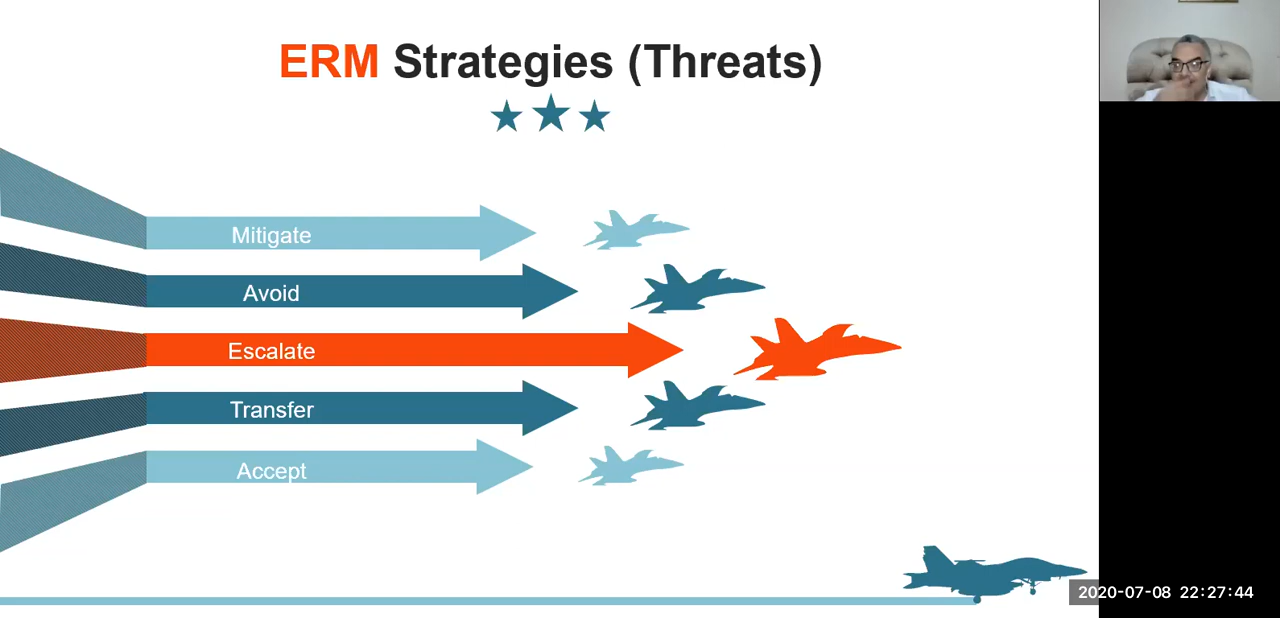 ERM Strategies (Threats)
Mitigate
Avoid
Escalate
Transfer
Accept
2020-07-08 22:27:44